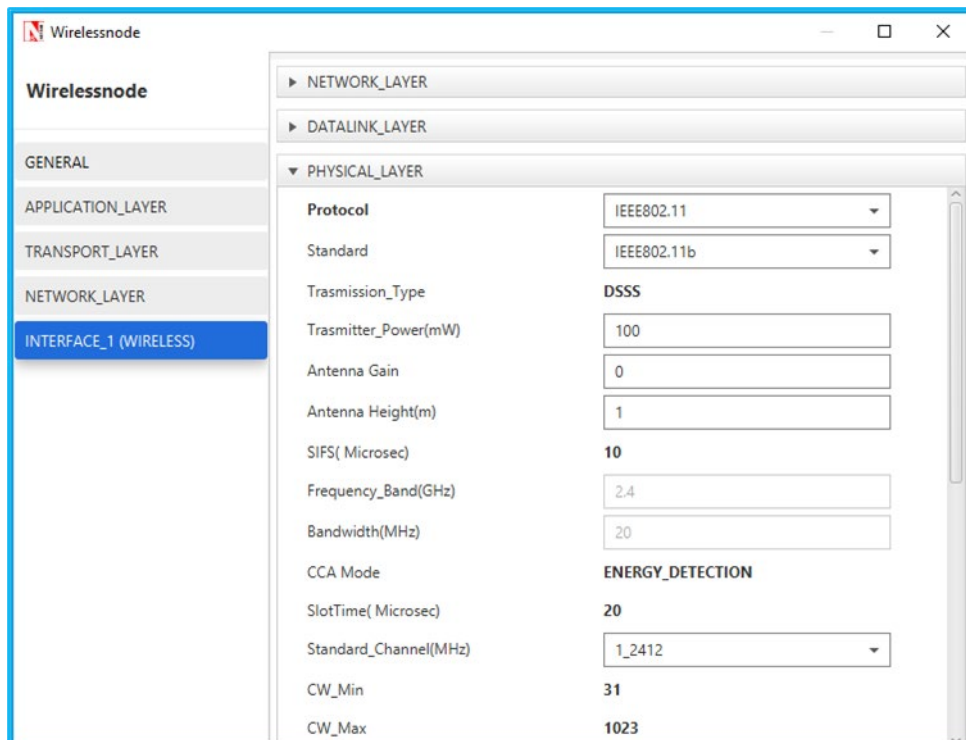 Wirelessnode
Wirelessnode
GENERAL
APPLICATION_LAYER
TRANSPORT_LAYER
NETWORK_LAYER
INTERFACE_1 (WIRELESS)
NETWORK_LAYER
DATALINK_LAYER
PHYSICAL_LAYER
Protocol IEEE802.11
Standard IEEE802.11b
Trasmission_Type DSSS
Trasmitter_Power(mW) 100
Antenna Gain 0
Antenna Height(m) 1
SIFS( Microsec) 10
Frequency_Band(GHz) 2.4
Bandwidth(MHz) 20
CCA Mode ENERGY_DETECTION
SlotTime( Microsec) 20
Standard_Channel(MHz) 1_2412
CW_Min 31
CW_Max 1023